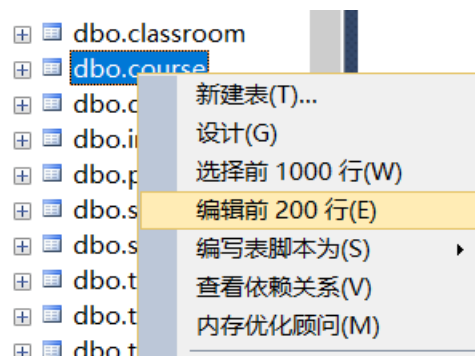 dbo.classroom
dbo.course
新建表(T)...
设计(G)
选择前 1000 行(W)
编辑前 200 行(E)
编写表脚本为(S)
查看依赖关系(V)
内存优化顾问(M)